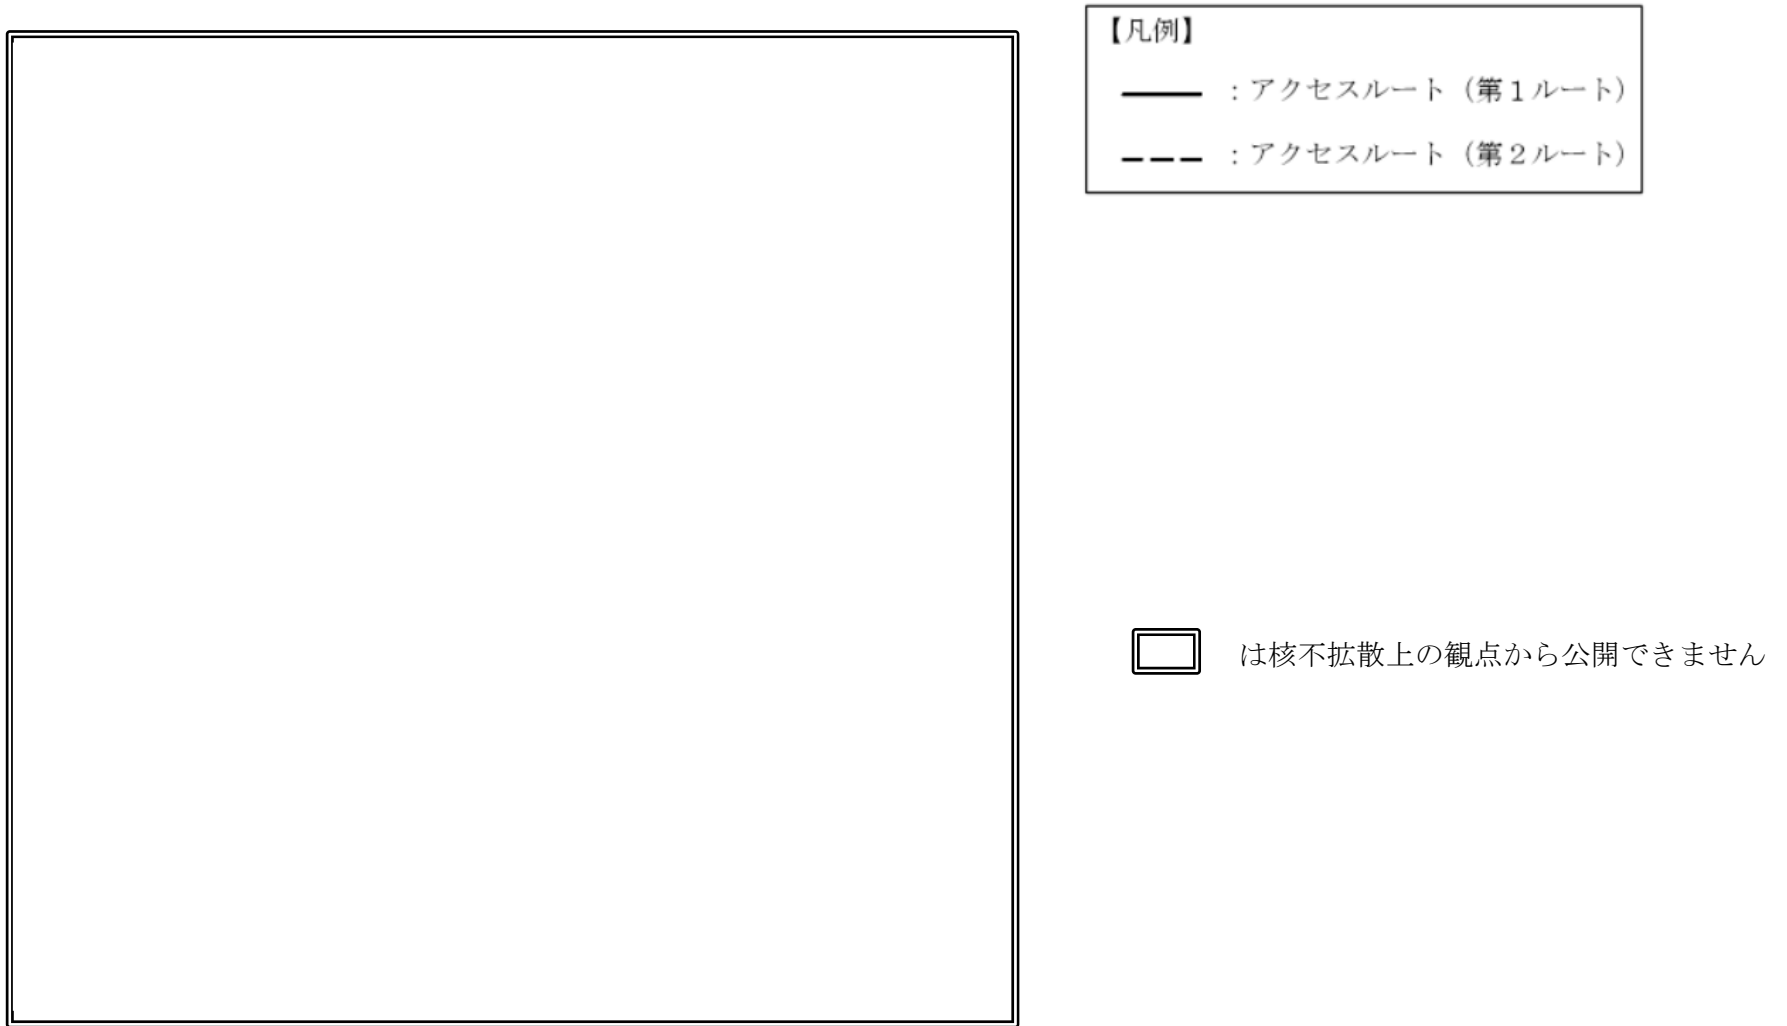 【凡例】
：アクセスルート（第１ルート）
：アクセスルート（第２ルート）
は核不拡散上の観点から公開できません